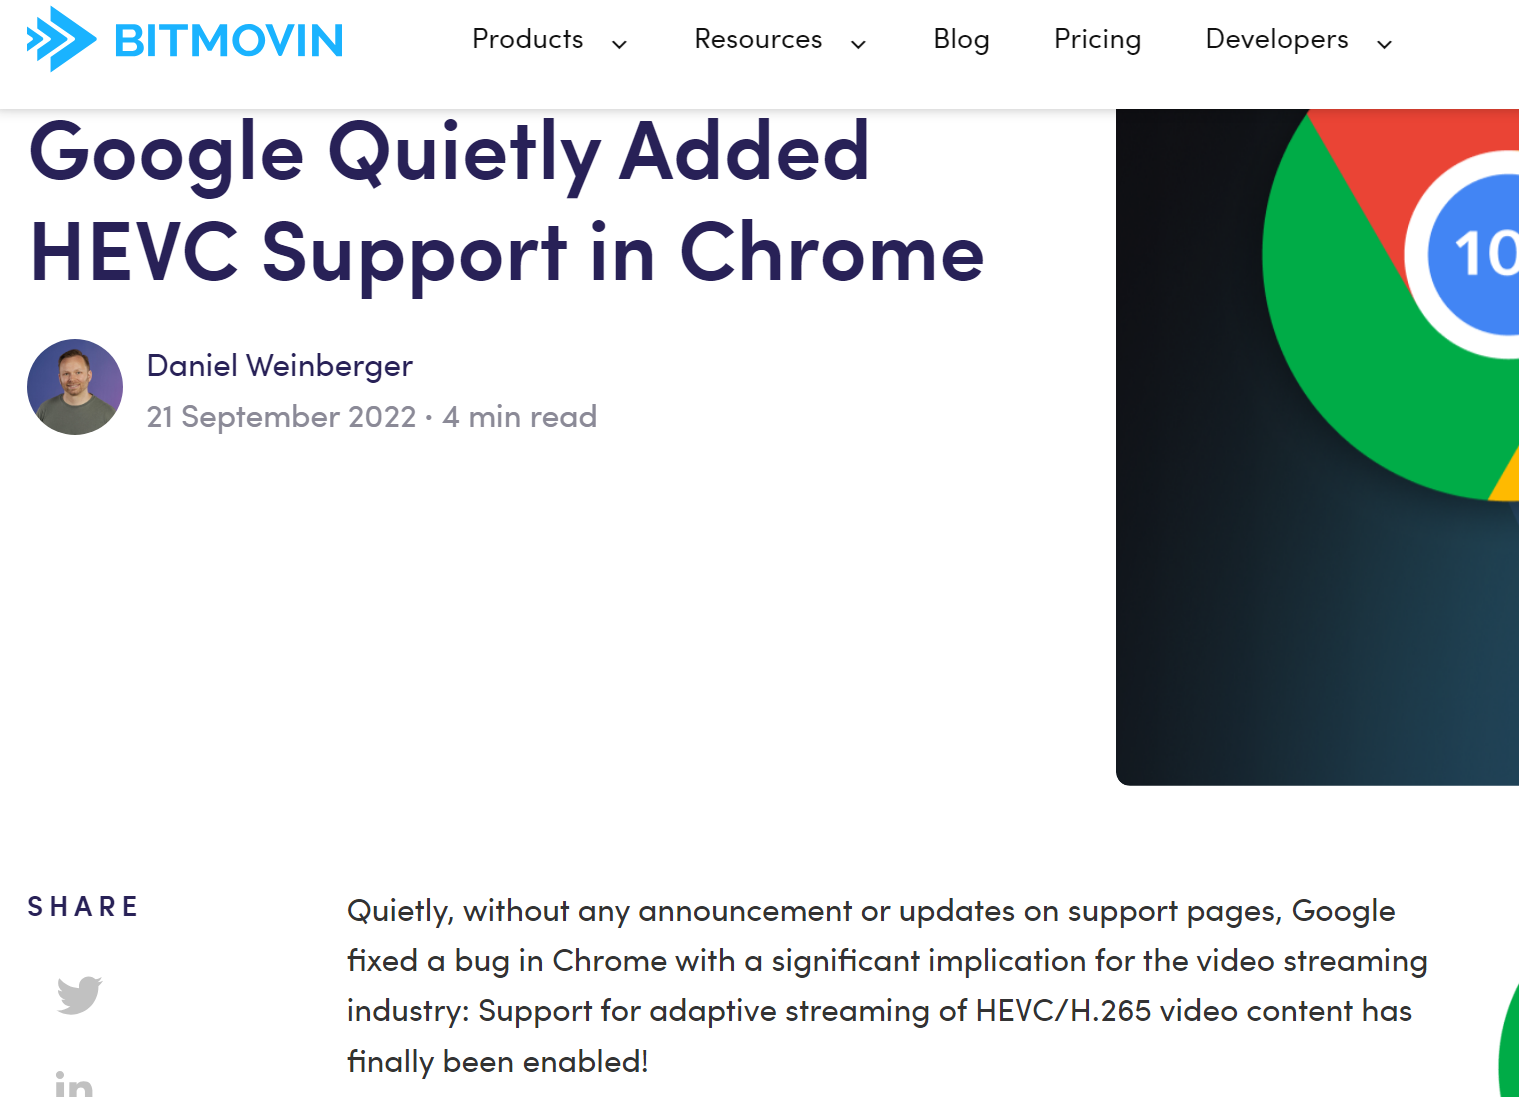 BITMOVIN
Products
Resources
Blog
Pricing
Developers
Google Quietly Added
HEVC Support in Chrome
10
Daniel Weinberger
21 September 2022 · 4 min read
SHARE
Quietly, without any announcement or updates on support pages, Google
fixed a bug in Chrome with a significant implication for the video streaming
industry: Support for adaptive streaming of HEVC/H.265 video content has
finally been enabled!
in